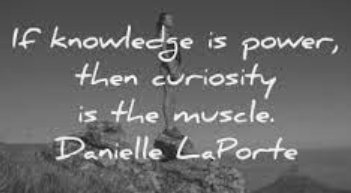 If knowledge is power,
then curiosity
is the muscle.
Danielle LaPorte